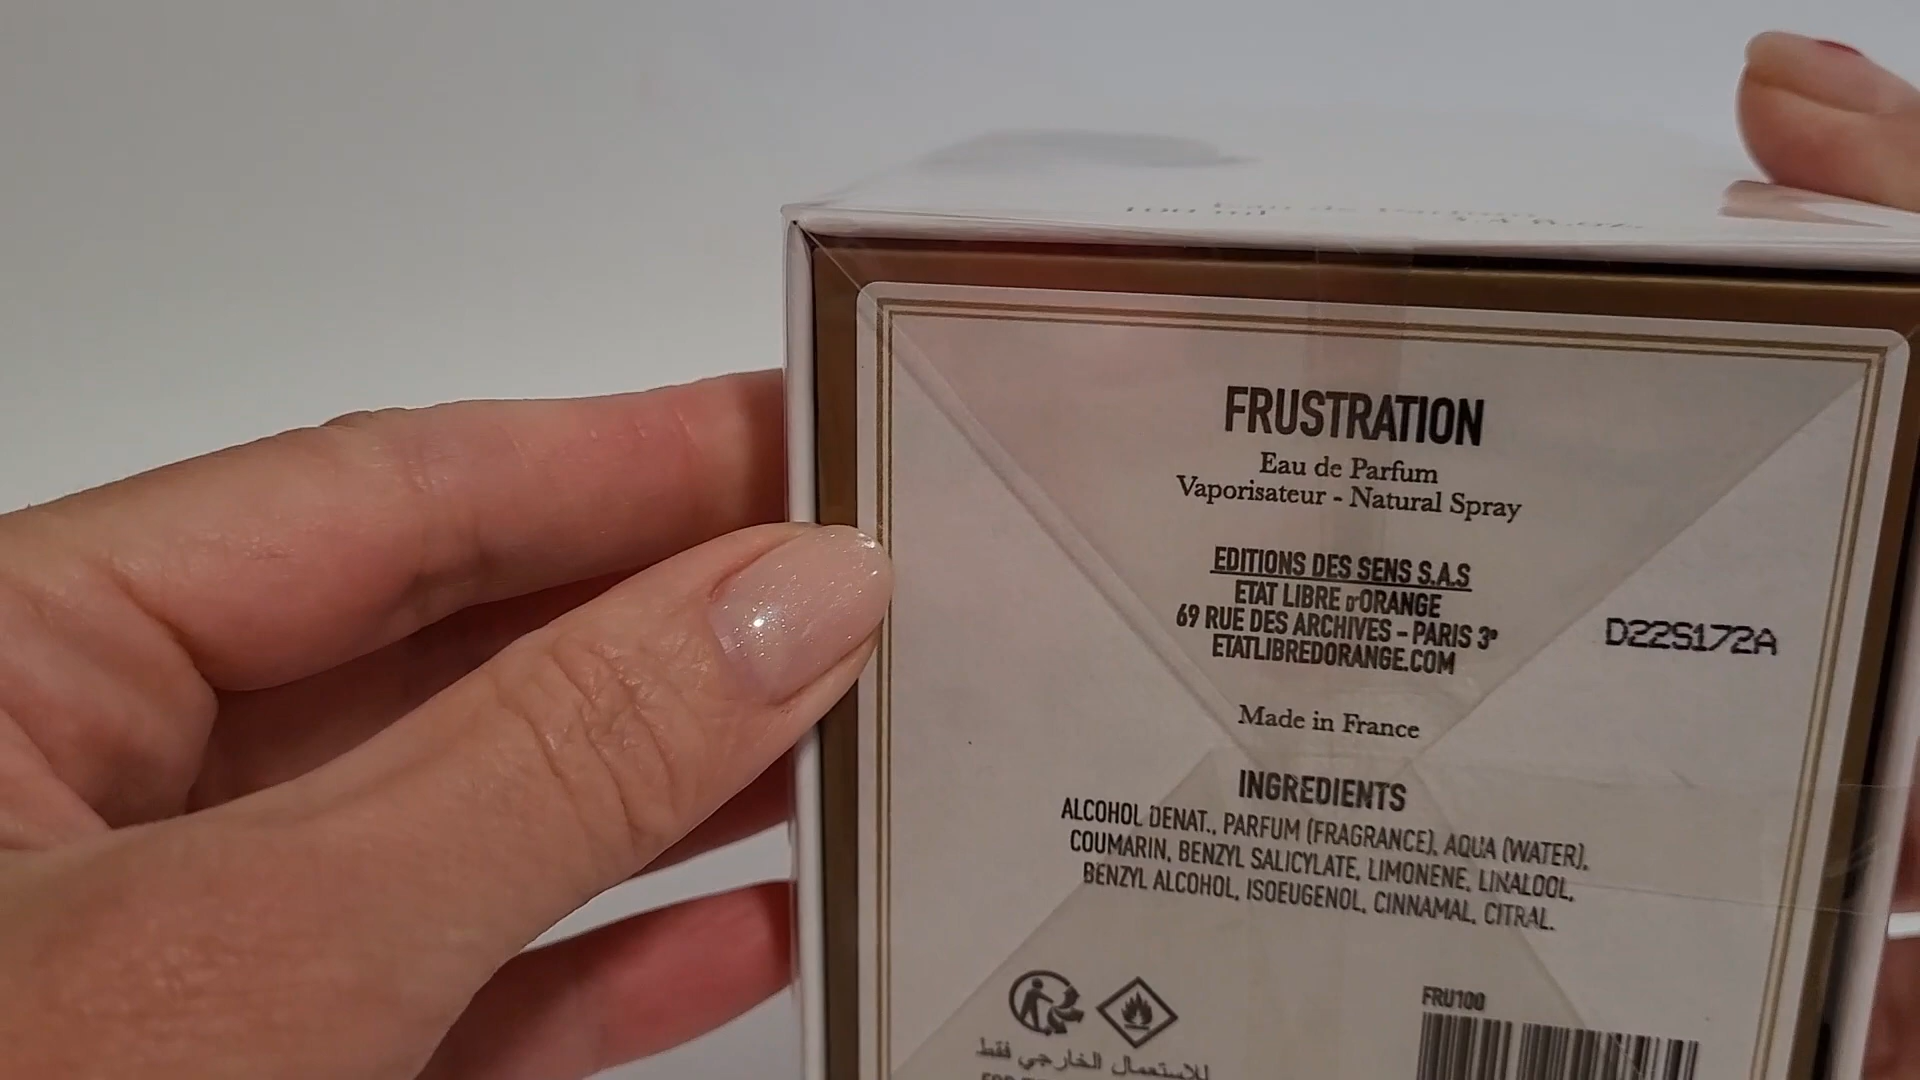 100 ml
FRUSTRATION
Eau de Parfum
Vaporisateur - Natural Spray
EDITIONS DES SENS S.A.S
ETAT LIBRE D'ORANGE
69 RUE DES ARCHIVES - PARIS 3e
ETATLIBREDORANGE.COM
D22S172A
Made in France
INGREDIENTS
ALCOHOL DENAT., PARFUM (FRAGRANCE), AQUA (WATER),
COUMARIN, BENZYL SALICYLATE, LIMONENE, LINALOOL,
BENZYL ALCOHOL, ISOEUGENOL, CINNAMAL, CITRAL.
FRU100
للاستعمال الخارجي فقط